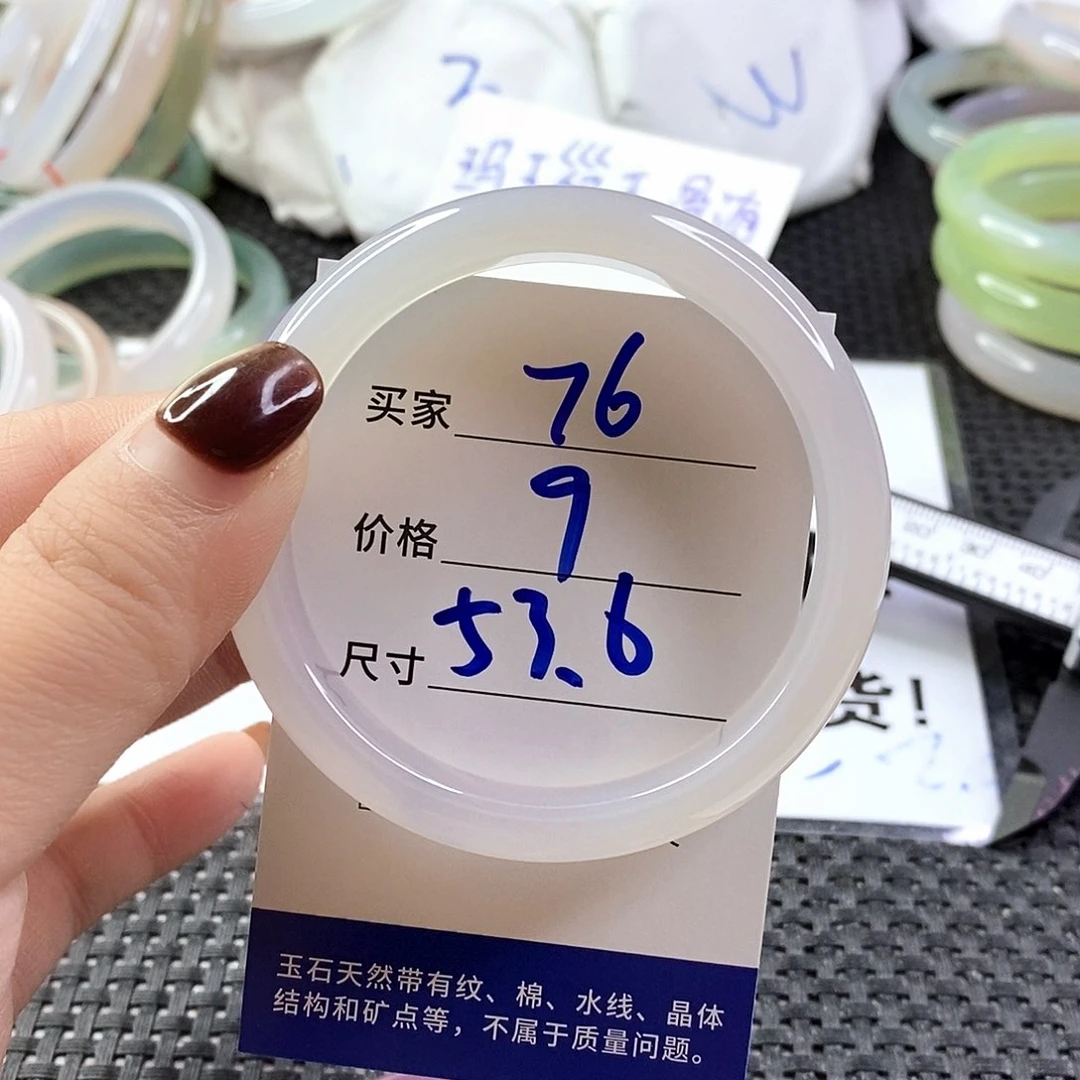 买家 76
价格 9
尺寸 53.6
玉石天然带有纹、棉、水线、晶体
结构和矿点等，不属于质量问题。
货！